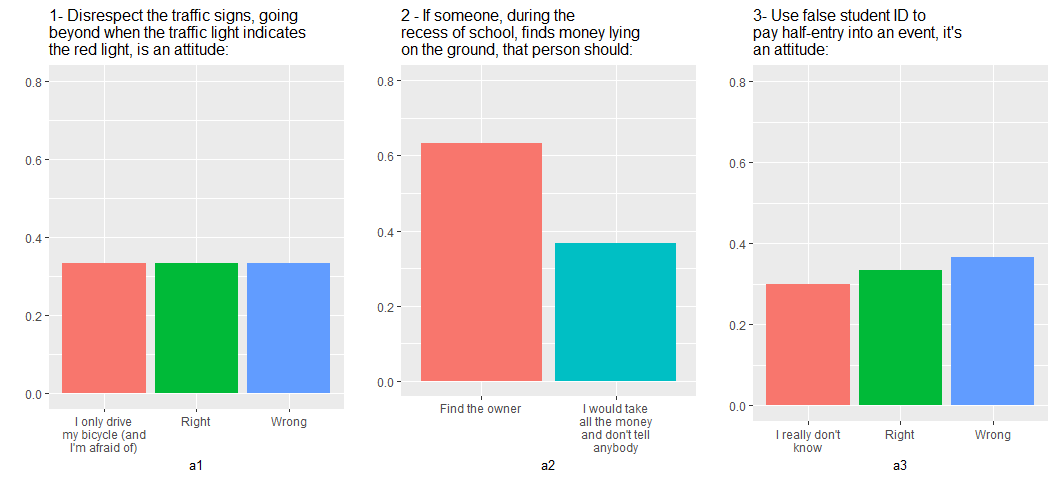 1- Disrespect the traffic signs, going
beyond when the traffic light indicates
the red light, is an attitude:
0.8
0.6
0.4
0.2
0.0
I only drive
my bicycle (and
I'm afraid of)
Right
Wrong
a1
2 - If someone, during the
recess of school, finds money lying
on the ground, that person should:
0.8
0.6
0.4
0.2
0.0
Find the owner
I would take
all the money
and don't tell
anybody
a2
3- Use false student ID to
pay half-entry into an event, it's
an attitude:
0.8
0.6
0.4
0.2
0.0
I really don't
know
Right
Wrong
a3